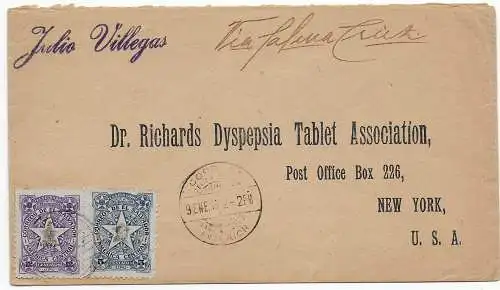 Julio Villegas
Via Salina Cruz
Dr. Richards Dyspepsia Tablet Association,
Post Office Box 226,
NEW YORK,
U. S. A.